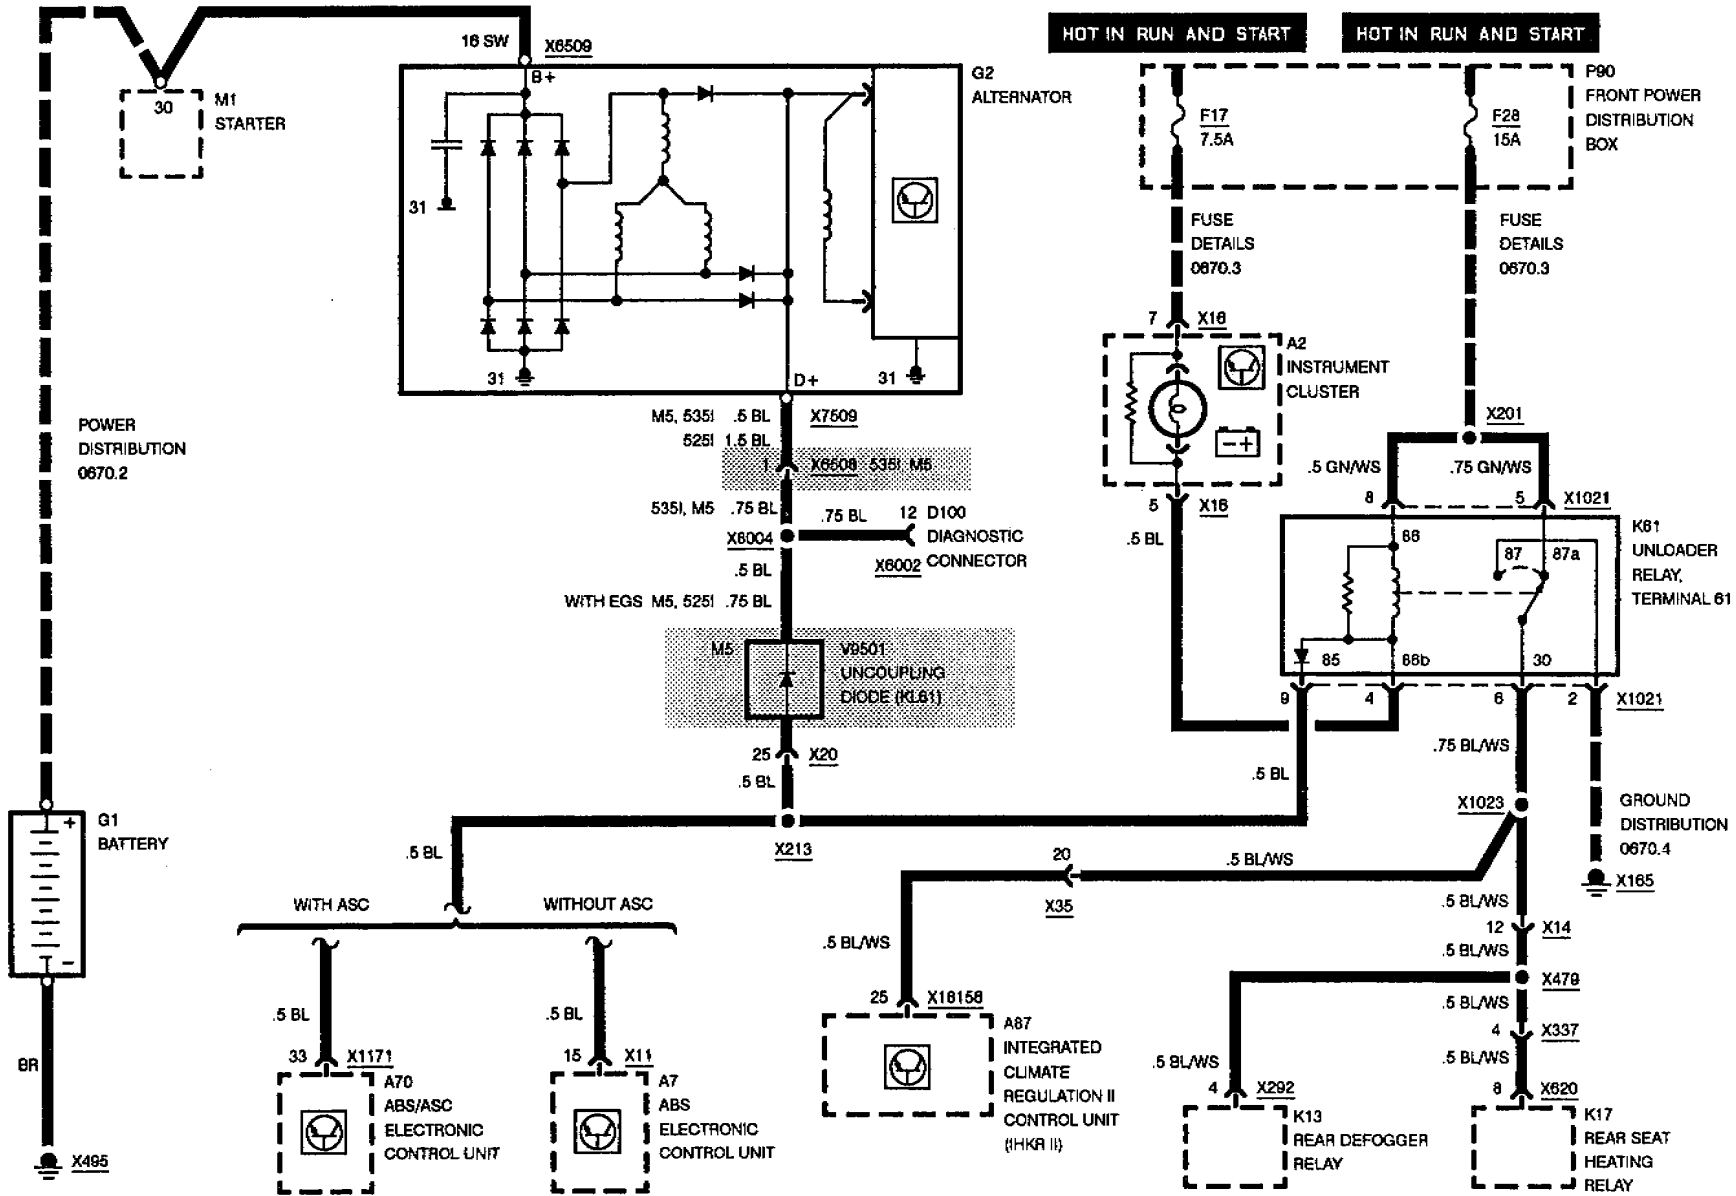 HOT IN RUN AND START
HOT IN RUN AND START
16 SW
X6509
B+
G2
ALTERNATOR
30
M1
STARTER
31
31
31
D+
P90
FRONT POWER
DISTRIBUTION
BOX
F17
7.5A
F28
15A
FUSE
DETAILS
0670.3
FUSE
DETAILS
0670.3
7
X16
A2
INSTRUMENT
CLUSTER
- +
5
X16
.5 BL
POWER
DISTRIBUTION
0670.2
M5, 535I .5 BL
525I 1.5 BL
X7509
1
X6508 535I, M5
535I, M5 .75 BL
X6004
.75 BL
12
D100
DIAGNOSTIC
CONNECTOR
X6002
.5 BL
WITH EGS M5, 525I .75 BL
M5
V9501
UNCOUPLING
DIODE (KL61)
25
X20
.5 BL
X213
X201
.5 GN/WS
.75 GN/WS
8
5
X1021
K61
UNLOADER
RELAY,
TERMINAL 61
86
87
87a
85
86b
30
9
4
6
2
X1021
.5 BL
.75 BL/WS
X1023
GROUND
DISTRIBUTION
0670.4
X165
G1
BATTERY
+
-
BR
X495
.5 BL
WITH ASC
WITHOUT ASC
.5 BL
33
X1171
A70
ABS/ASC
ELECTRONIC
CONTROL UNIT
.5 BL
15
X11
A7
ABS
ELECTRONIC
CONTROL UNIT
20
X35
.5 BL/WS
.5 BL/WS
25
X18158
A87
INTEGRATED
CLIMATE
REGULATION II
CONTROL UNIT
(IHKR II)
.5 BL/WS
12
X14
.5 BL/WS
X479
.5 BL/WS
4
X337
.5 BL/WS
8
X620
K17
REAR SEAT
HEATING
RELAY
.5 BL/WS
4
X292
K13
REAR DEFOGGER
RELAY